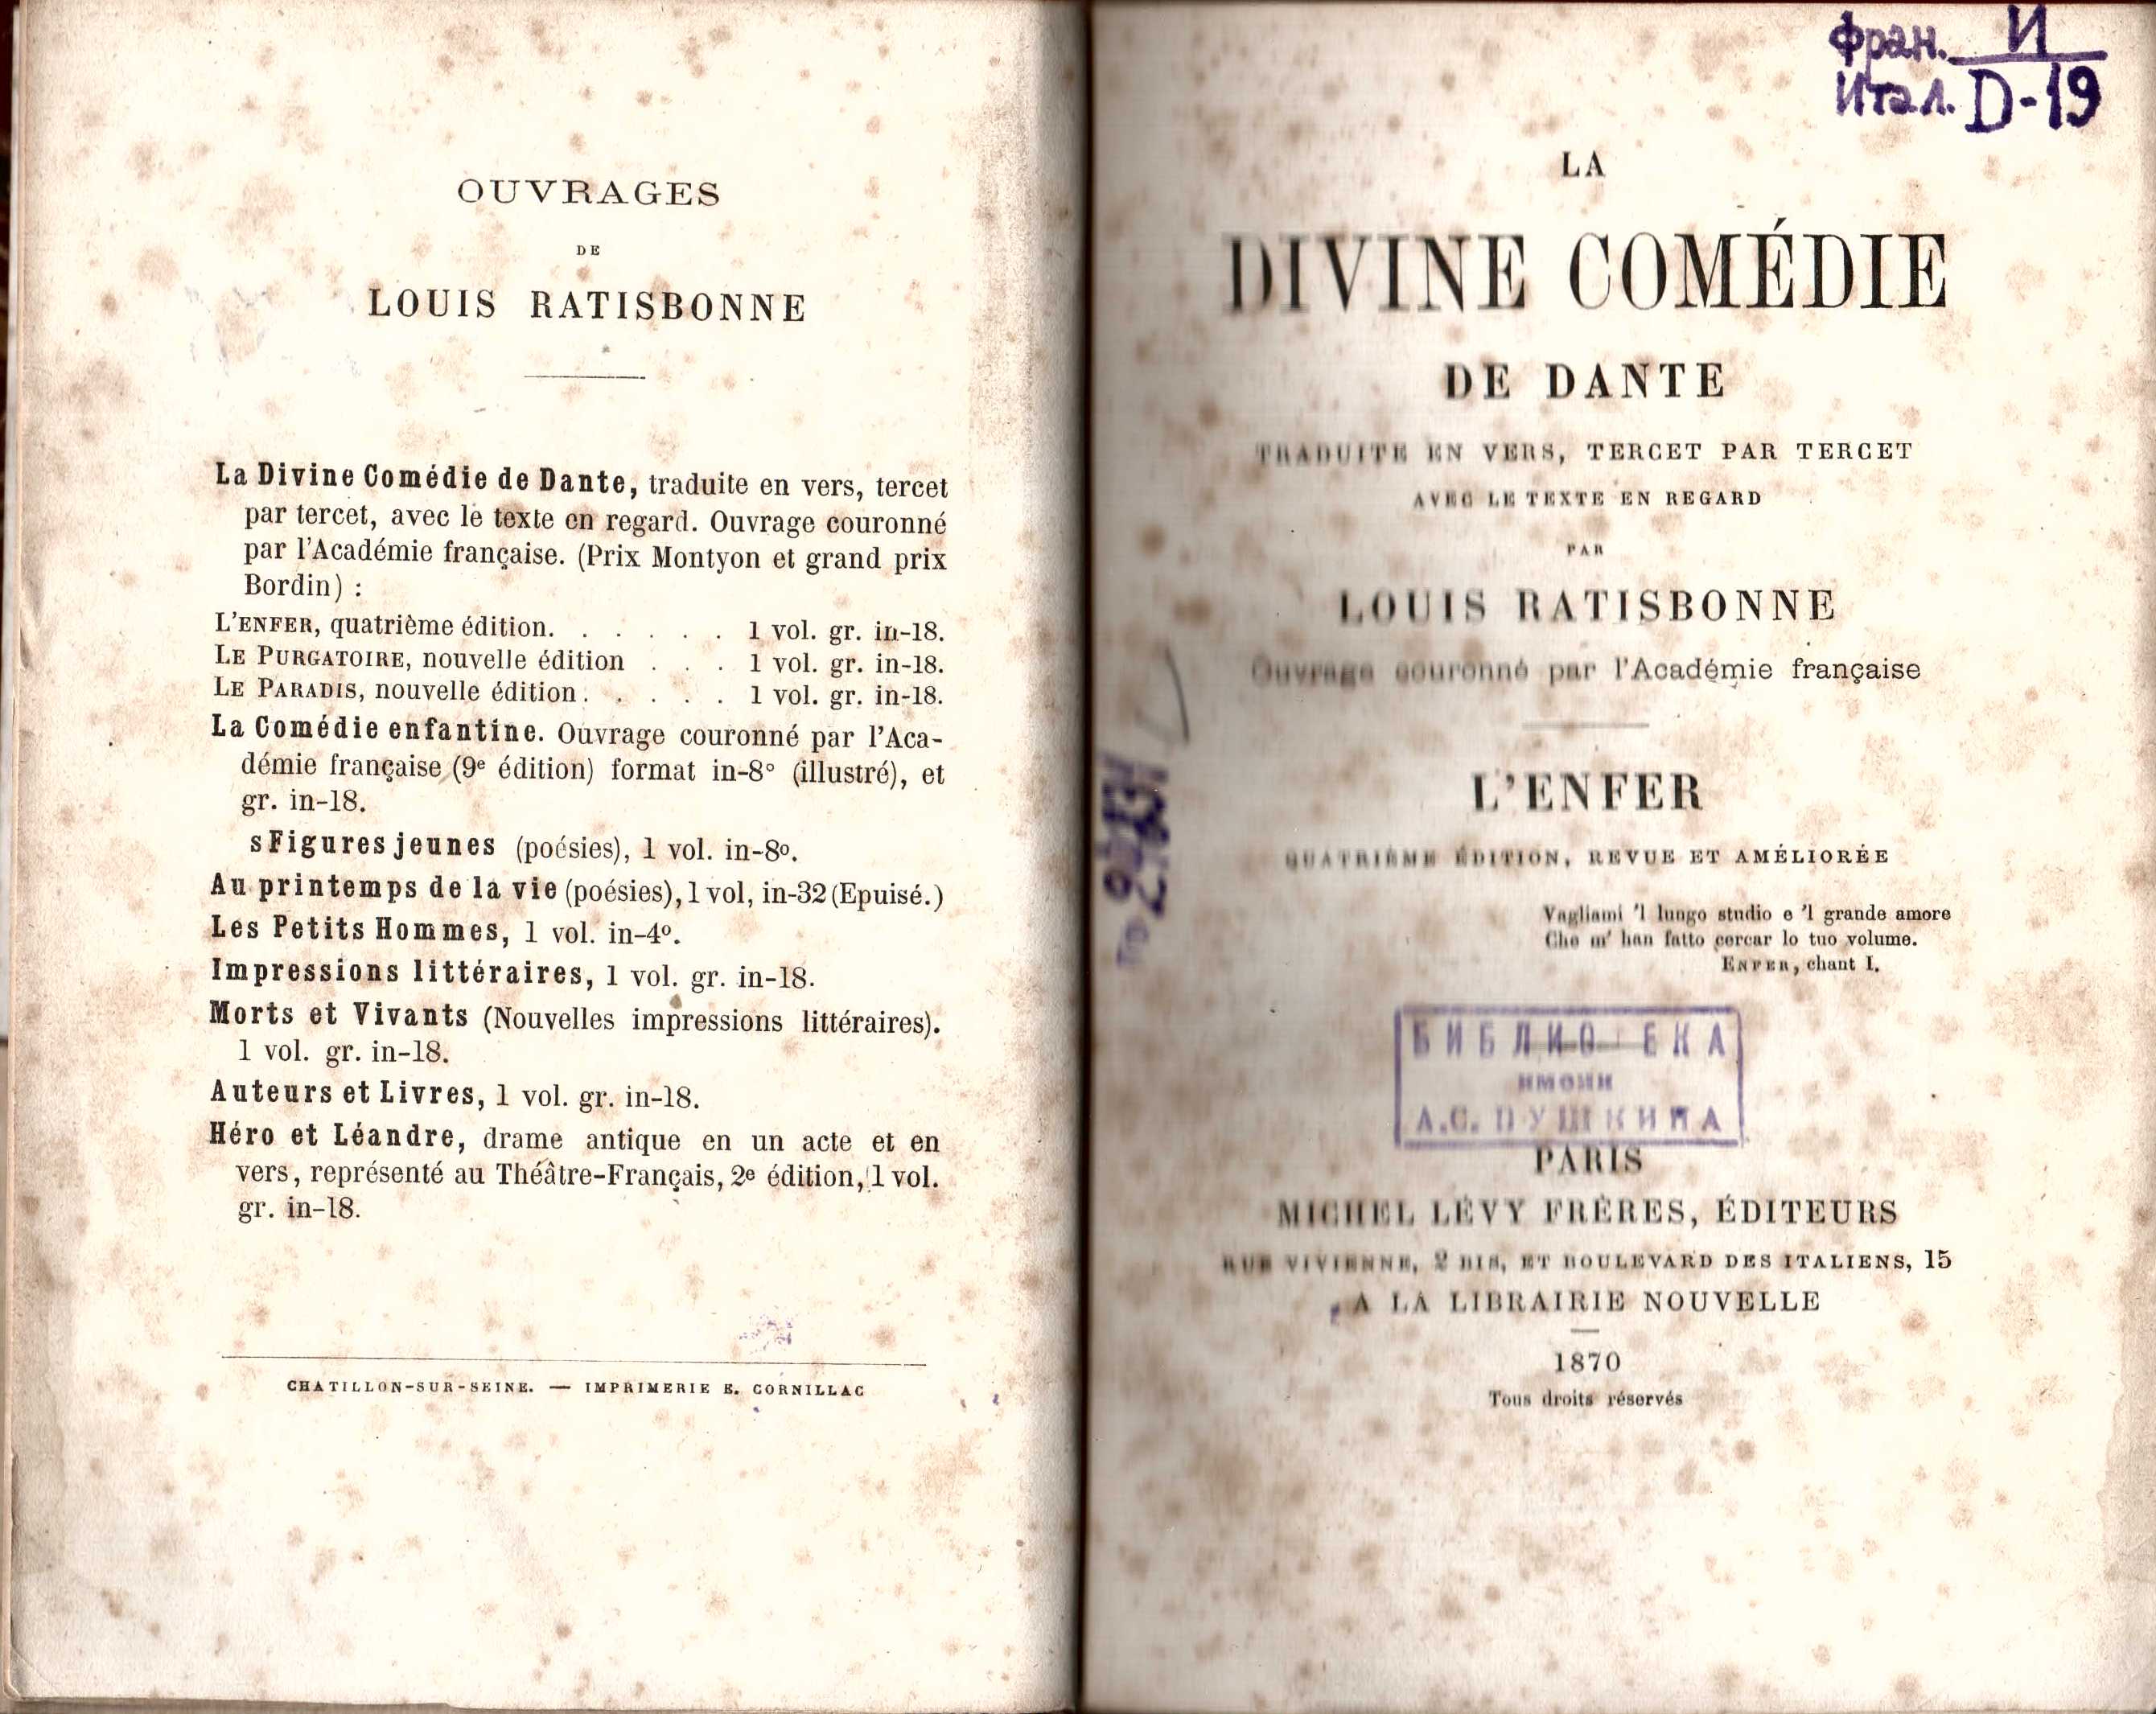 OUVRAGES
DE
LOUIS RATISBONNE
La Divine Comédie de Dante, traduite en vers, tercet
par tercet, avec le texte en regard. Ouvrage couronné
par l'Académie française. (Prix Montyon et grand prix
Bordin) :
L'ENFER, quatrième édition. . . . . . 1 vol. gr. in-18.
LE PURGATOIRE, nouvelle édition . . . 1 vol. gr. in-18.
LE PARADIS, nouvelle édition. . . . . 1 vol. gr. in-18.
La Comédie enfantine. Ouvrage couronné par l'Aca-
démie française (9e édition) format in-8° (illustré), et
gr. in-18.
sFigures jeunes (poésies), 1 vol. in-8o.
Au printemps de la vie (poésies), 1 vol, in-32 (Epuisé.)
Les Petits Hommes, 1 vol. in-4o.
Impressions littéraires, 1 vol. gr. in-18.
Morts et Vivants (Nouvelles impressions littéraires).
1 vol. gr. in-18.
Auteurs et Livres, 1 vol. gr. in-18.
Héro et Léandre, drame antique en un acte et en
vers, représenté au Théâtre-Français, 2e édition, 1 vol.
gr. in-18.
CHATILLON-SUR-SEINE. — IMPRIMERIE E. CORNILLAC
Фран. И
Итал. D-19
LA
DIVINE COMÉDIE
DE DANTE
TRADUITE EN VERS, TERCET PAR TERCET
AVEC LE TEXTE EN REGARD
PAR
LOUIS RATISBONNE
Ouvrage couronné par l'Académie française
L'ENFER
QUATRIÈME ÉDITION, REVUE ET AMÉLIORÉE
Vagliami 'l lungo studio e 'l grande amore
Che m' han fatto cercar lo tuo volume.
ENFER, chant I.
БИБЛИОТЕКА
имени
А.С. ПУШКИНА
PARIS
MICHEL LÉVY FRÈRES, ÉDITEURS
RUE VIVIENNE, 2 BIS, ET BOULEVARD DES ITALIENS, 15
A LA LIBRAIRIE NOUVELLE
1870
Tous droits réservés